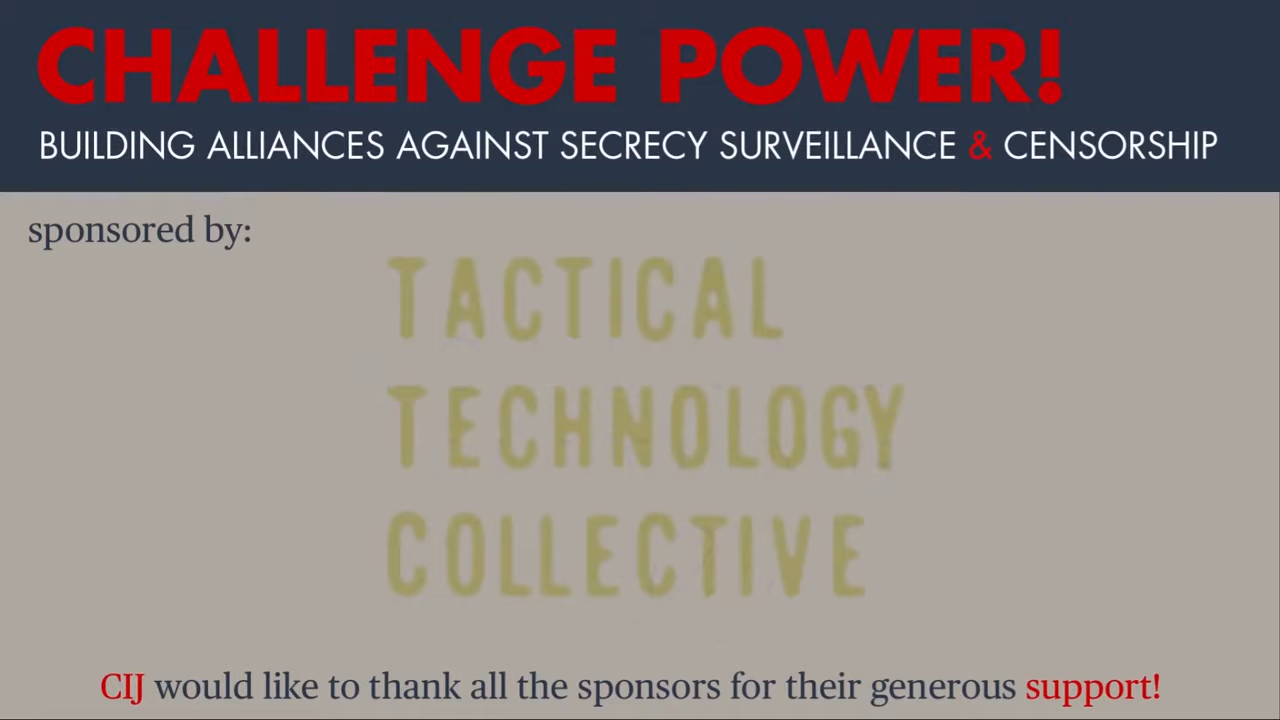 CHALLENGE POWER!
BUILDING ALLIANCES AGAINST SECRECY SURVEILLANCE & CENSORSHIP
sponsored by:
TACTICAL
TECHNOLOGY
COLLECTIVE
CIJ would like to thank all the sponsors for their generous support!